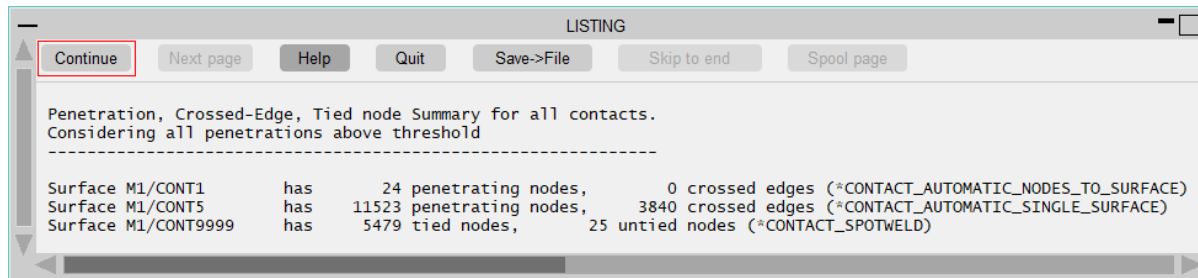 LISTING
Continue Next page Help Quit Save->File Skip to end Spool page
Penetration, Crossed-Edge, Tied node Summary for all contacts.
Considering all penetrations above threshold
---------------------------------------------------------------
Surface M1/CONT1 has 24 penetrating nodes, 0 crossed edges (*CONTACT_AUTOMATIC_NODES_TO_SURFACE)
Surface M1/CONT5 has 11523 penetrating nodes, 3840 crossed edges (*CONTACT_AUTOMATIC_SINGLE_SURFACE)
Surface M1/CONT9999 has 5479 tied nodes, 25 untied nodes (*CONTACT_SPOTWELD)